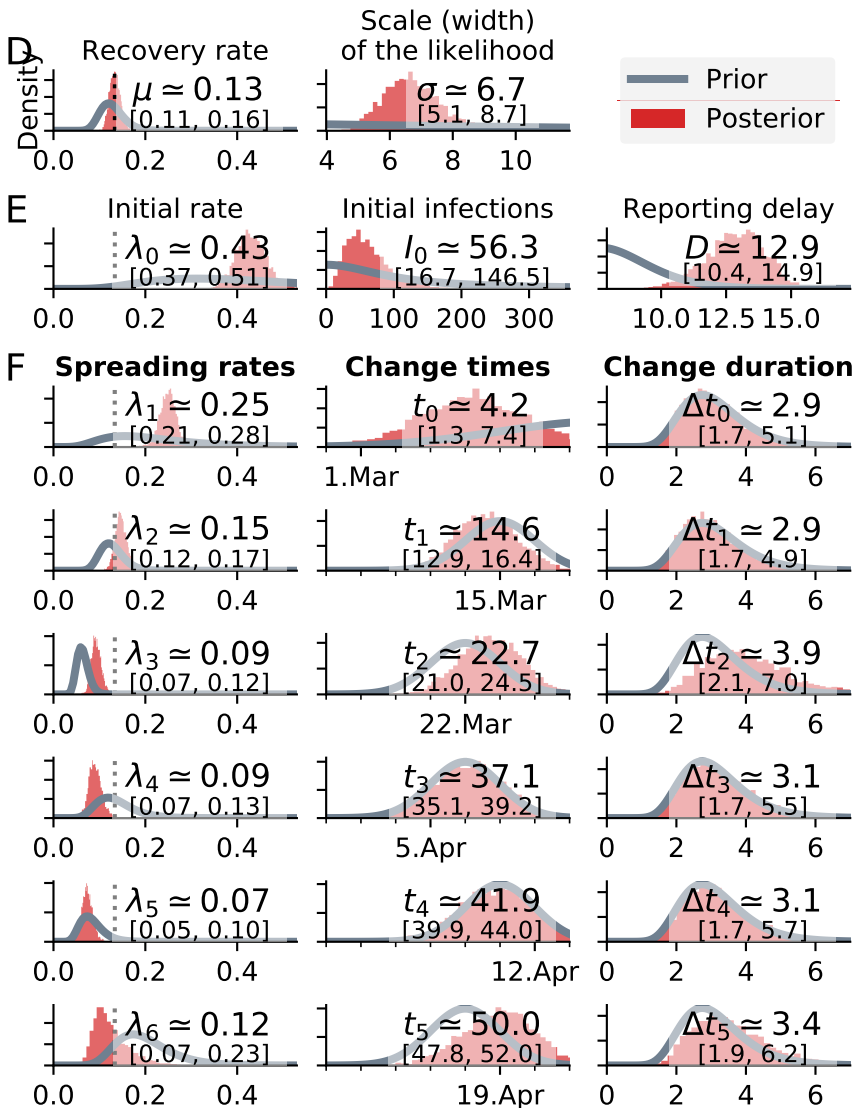 D
Density
Recovery rate
μ ≃ 0.13
[0.11, 0.16]
0.0 0.2 0.4
Scale (width)
of the likelihood
σ ≃ 6.7
[5.1, 8.7]
4 6 8 10
Prior
Posterior
E
Initial rate
λ0 ≃ 0.43
[0.37, 0.51]
0.0 0.2 0.4
Initial infections
I0 ≃ 56.3
[16.7, 146.5]
0 100 200 300
Reporting delay
D ≃ 12.9
[10.4, 14.9]
10.0 12.5 15.0
F
Spreading rates
Change times
Change duration
λ1 ≃ 0.25
[0.21, 0.28]
0.0 0.2 0.4
t0 ≃ 4.2
[1.3, 7.4]
1.Mar
Δt0 ≃ 2.9
[1.7, 5.1]
0 2 4 6
λ2 ≃ 0.15
[0.12, 0.17]
0.0 0.2 0.4
t1 ≃ 14.6
[12.9, 16.4]
15.Mar
Δt1 ≃ 2.9
[1.7, 4.9]
0 2 4 6
λ3 ≃ 0.09
[0.07, 0.12]
0.0 0.2 0.4
t2 ≃ 22.7
[21.0, 24.5]
22.Mar
Δt2 ≃ 3.9
[2.1, 7.0]
0 2 4 6
λ4 ≃ 0.09
[0.07, 0.13]
0.0 0.2 0.4
t3 ≃ 37.1
[35.1, 39.2]
5.Apr
Δt3 ≃ 3.1
[1.7, 5.5]
0 2 4 6
λ5 ≃ 0.07
[0.05, 0.10]
0.0 0.2 0.4
t4 ≃ 41.9
[39.9, 44.0]
12.Apr
Δt4 ≃ 3.1
[1.7, 5.7]
0 2 4 6
λ6 ≃ 0.12
[0.07, 0.23]
0.0 0.2 0.4
t5 ≃ 50.0
[47.8, 52.0]
19.Apr
Δt5 ≃ 3.4
[1.9, 6.2]
0 2 4 6